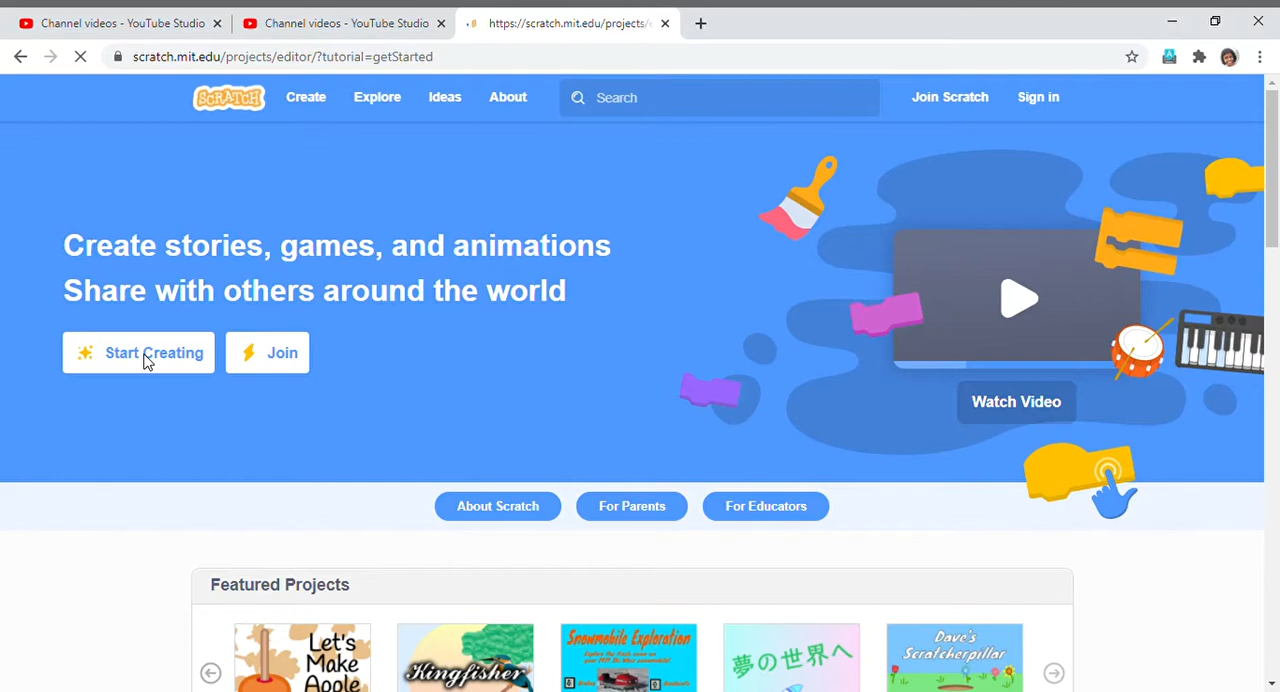 Channel videos - YouTube Studio
Channel videos - YouTube Studio
https://scratch.mit.edu/projects/
scratch.mit.edu/projects/editor/?tutorial=getStarted
SCRATCH
Create
Explore
Ideas
About
Search
Join Scratch
Sign in
Create stories, games, and animations
Share with others around the world
Start Creating
Join
Watch Video
About Scratch
For Parents
For Educators
Featured Projects
Let's
Make
Apple
Kingfisher
Snowmobile Exploration
夢の世界へ
Dave's
Scratcherpillar